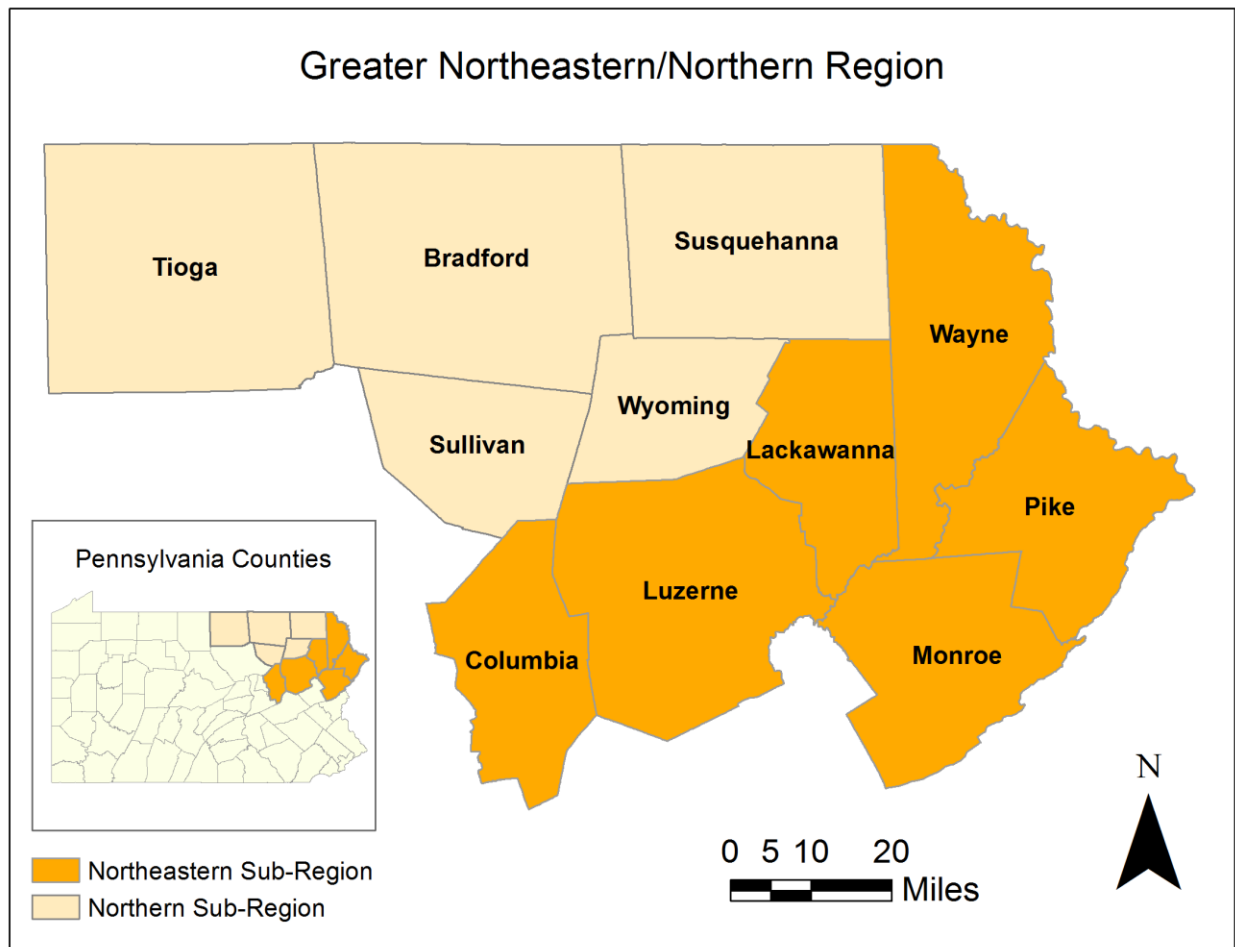 Greater Northeastern/Northern Region
Tioga
Bradford
Susquehanna
Wayne
Wyoming
Sullivan
Lackawanna
Pike
Luzerne
Columbia
Monroe
Pennsylvania Counties
Northeastern Sub-Region
Northern Sub-Region
0 5 10 20
Miles
N